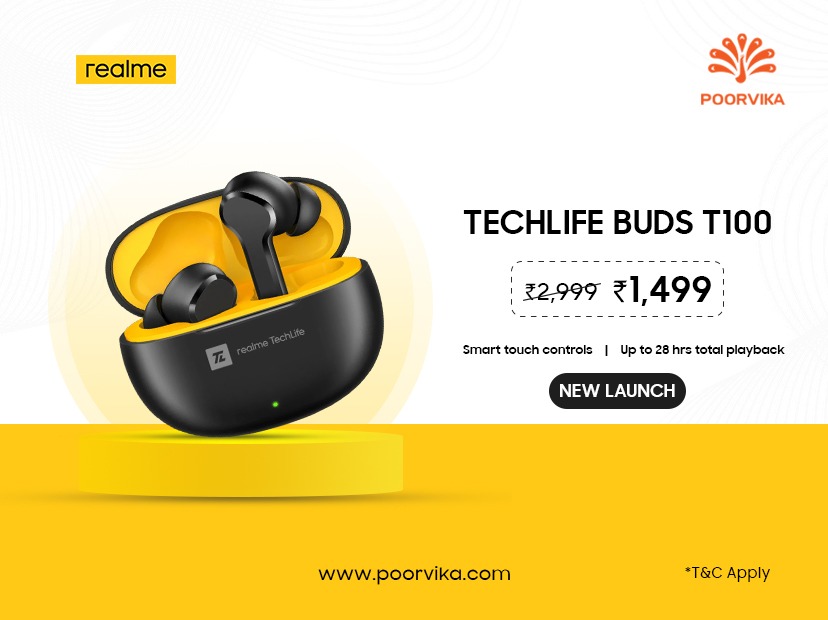 realme
POORVIKA
TECHLIFE BUDS T100
₹2,999 ₹1,499
Smart touch controls | Up to 28 hrs total playback
NEW LAUNCH
TL realme TechLife
www.poorvika.com
*T&C Apply